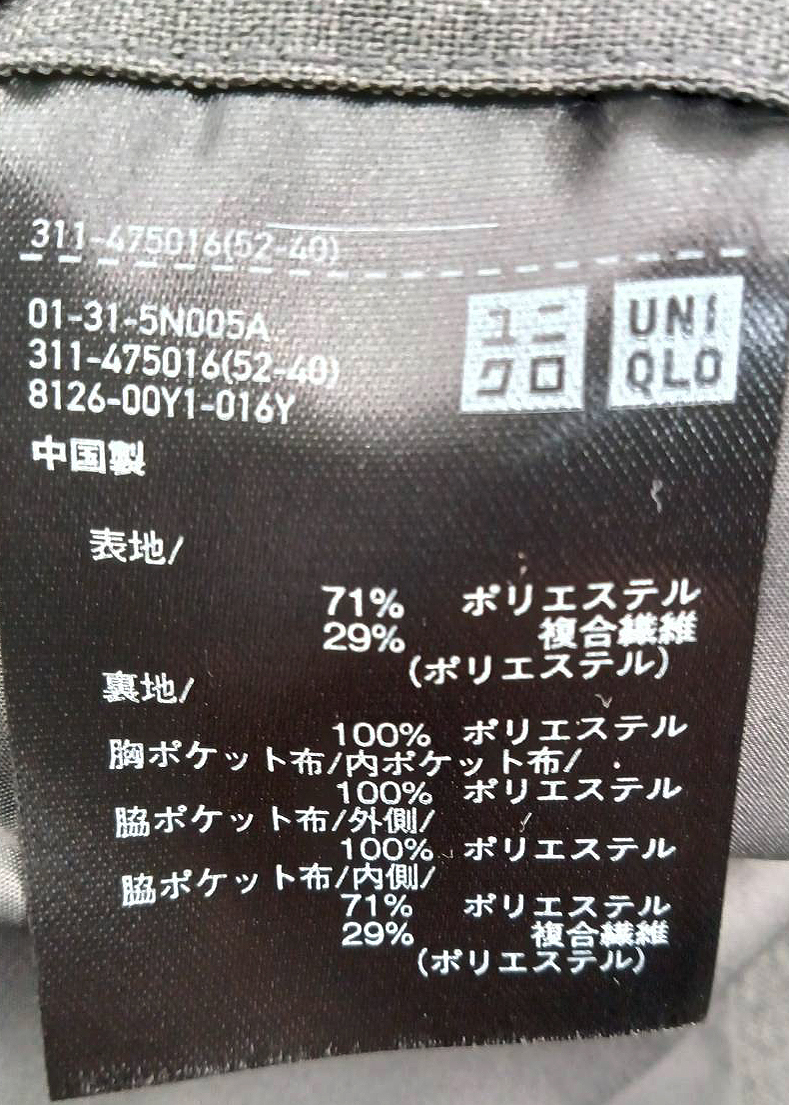 311-475016(52-40)
01-31-5N005A
311-475016(52-40)
8126-00Y1-016Y
ユニ
クロ
UNI
QLO
中国製
表地/
71% ポリエステル
29% 複合繊維
(ポリエステル)
裏地/
100% ポリエステル
胸ポケット布/内ポケット布/
100% ポリエステル
脇ポケット布/外側/
100% ポリエステル
脇ポケット布/内側/
71% ポリエステル
29% 複合繊維
(ポリエステル)